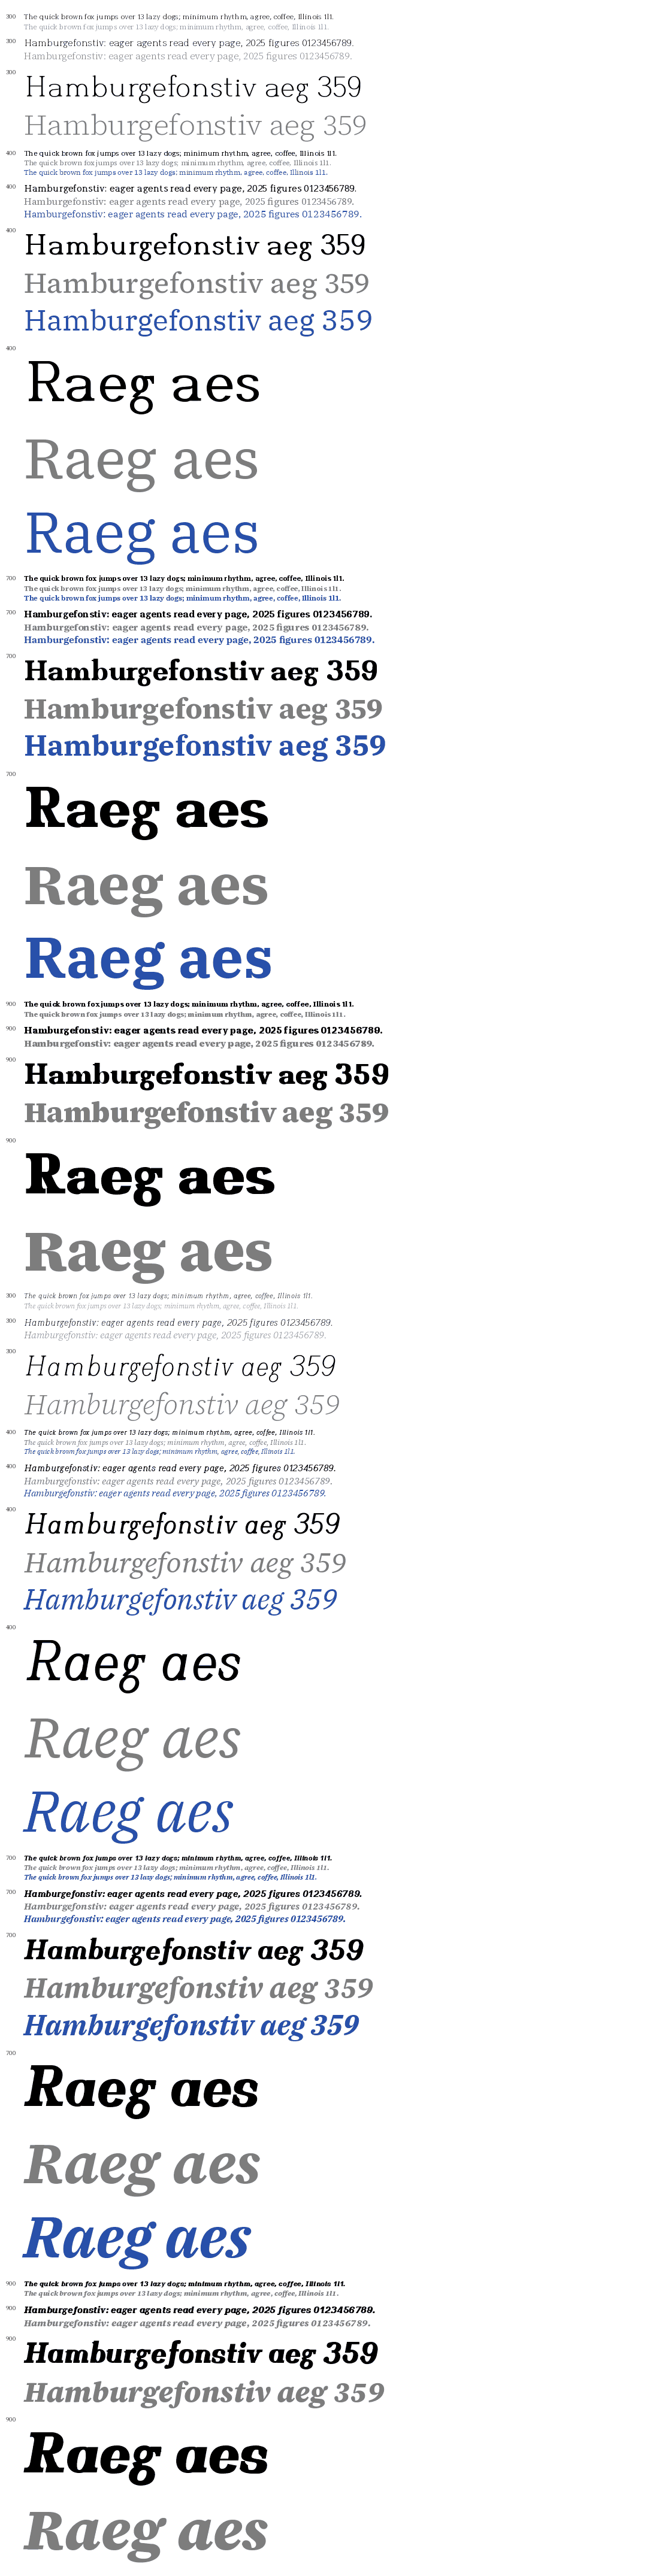 300 The quick brown fox jumps over 13 lazy dogs; minimum rhythm, agree, coffee, Illinois 1l1.
The quick brown fox jumps over 13 lazy dogs; minimum rhythm, agree, coffee, Illinois 1l1.
300 Hamburgefonstiv: eager agents read every page, 2025 figures 0123456789.
Hamburgefonstiv: eager agents read every page, 2025 figures 0123456789.
300 Hamburgefonstiv aeg 359
Hamburgefonstiv aeg 359
400 The quick brown fox jumps over 13 lazy dogs; minimum rhythm, agree, coffee, Illinois 1l1.
The quick brown fox jumps over 13 lazy dogs; minimum rhythm, agree, coffee, Illinois 1l1.
The quick brown fox jumps over 13 lazy dogs; minimum rhythm, agree, coffee, Illinois 1l1.
400 Hamburgefonstiv: eager agents read every page, 2025 figures 0123456789.
Hamburgefonstiv: eager agents read every page, 2025 figures 0123456789.
Hamburgefonstiv: eager agents read every page, 2025 figures 0123456789.
400 Hamburgefonstiv aeg 359
Hamburgefonstiv aeg 359
Hamburgefonstiv aeg 359
400 Raeg aes
Raeg aes
Raeg aes
700 The quick brown fox jumps over 13 lazy dogs; minimum rhythm, agree, coffee, Illinois 1l1.
The quick brown fox jumps over 13 lazy dogs; minimum rhythm, agree, coffee, Illinois 1l1.
The quick brown fox jumps over 13 lazy dogs; minimum rhythm, agree, coffee, Illinois 1l1.
700 Hamburgefonstiv: eager agents read every page, 2025 figures 0123456789.
Hamburgefonstiv: eager agents read every page, 2025 figures 0123456789.
Hamburgefonstiv: eager agents read every page, 2025 figures 0123456789.
700 Hamburgefonstiv aeg 359
Hamburgefonstiv aeg 359
Hamburgefonstiv aeg 359
700 Raeg aes
Raeg aes
Raeg aes
900 The quick brown fox jumps over 13 lazy dogs; minimum rhythm, agree, coffee, Illinois 1l1.
The quick brown fox jumps over 13 lazy dogs; minimum rhythm, agree, coffee, Illinois 1l1.
900 Hamburgefonstiv: eager agents read every page, 2025 figures 0123456789.
Hamburgefonstiv: eager agents read every page, 2025 figures 0123456789.
900 Hamburgefonstiv aeg 359
Hamburgefonstiv aeg 359
900 Raeg aes
Raeg aes
300 The quick brown fox jumps over 13 lazy dogs; minimum rhythm, agree, coffee, Illinois 1l1.
The quick brown fox jumps over 13 lazy dogs; minimum rhythm, agree, coffee, Illinois 1l1.
300 Hamburgefonstiv: eager agents read every page, 2025 figures 0123456789.
Hamburgefonstiv: eager agents read every page, 2025 figures 0123456789.
300 Hamburgefonstiv aeg 359
Hamburgefonstiv aeg 359
400 The quick brown fox jumps over 13 lazy dogs; minimum rhythm, agree, coffee, Illinois 1l1.
The quick brown fox jumps over 13 lazy dogs; minimum rhythm, agree, coffee, Illinois 1l1.
The quick brown fox jumps over 13 lazy dogs; minimum rhythm, agree, coffee, Illinois 1l1.
400 Hamburgefonstiv: eager agents read every page, 2025 figures 0123456789.
Hamburgefonstiv: eager agents read every page, 2025 figures 0123456789.
Hamburgefonstiv: eager agents read every page, 2025 figures 0123456789.
400 Hamburgefonstiv aeg 359
Hamburgefonstiv aeg 359
Hamburgefonstiv aeg 359
400 Raeg aes
Raeg aes
Raeg aes
700 The quick brown fox jumps over 13 lazy dogs; minimum rhythm, agree, coffee, Illinois 1l1.
The quick brown fox jumps over 13 lazy dogs; minimum rhythm, agree, coffee, Illinois 1l1.
The quick brown fox jumps over 13 lazy dogs; minimum rhythm, agree, coffee, Illinois 1l1.
700 Hamburgefonstiv: eager agents read every page, 2025 figures 0123456789.
Hamburgefonstiv: eager agents read every page, 2025 figures 0123456789.
Hamburgefonstiv: eager agents read every page, 2025 figures 0123456789.
700 Hamburgefonstiv aeg 359
Hamburgefonstiv aeg 359
Hamburgefonstiv aeg 359
700 Raeg aes
Raeg aes
Raeg aes
900 The quick brown fox jumps over 13 lazy dogs; minimum rhythm, agree, coffee, Illinois 1l1.
The quick brown fox jumps over 13 lazy dogs; minimum rhythm, agree, coffee, Illinois 1l1.
900 Hamburgefonstiv: eager agents read every page, 2025 figures 0123456789.
Hamburgefonstiv: eager agents read every page, 2025 figures 0123456789.
900 Hamburgefonstiv aeg 359
Hamburgefonstiv aeg 359
900 Raeg aes
Raeg aes